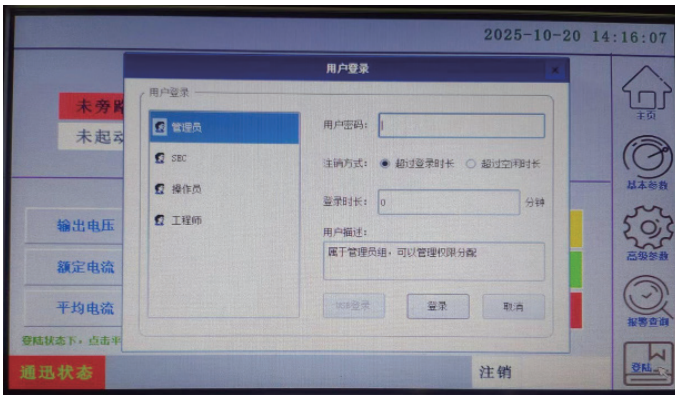 2025-10-20 14:16:07
用户登录
用户登录
管理员
SEC
操作员
工程师
用户密码:
注销方式: 超过登录时长 超过空闲时长
登录时长: 0 分钟
用户描述:
属于管理员组,可以管理权限分配
USB登录 登录 取消
未旁
未起动
输出电压
额定电流
平均电流
登陆状态下,点击平
通迅状态
注销
主页
基本参数
高级参数
报警查询
登陆